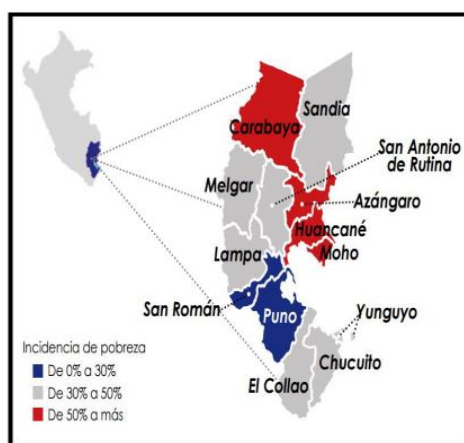 Sandia
Carabaya
San Antonio
de Rutina
Melgar
Azángaro
Huancané
Moho
Lampa
San Román
Puno
Yunguyo
Chucuito
El Collao
Incidencia de pobreza
De 0% a 30%
De 30% a 50%
De 50% a más